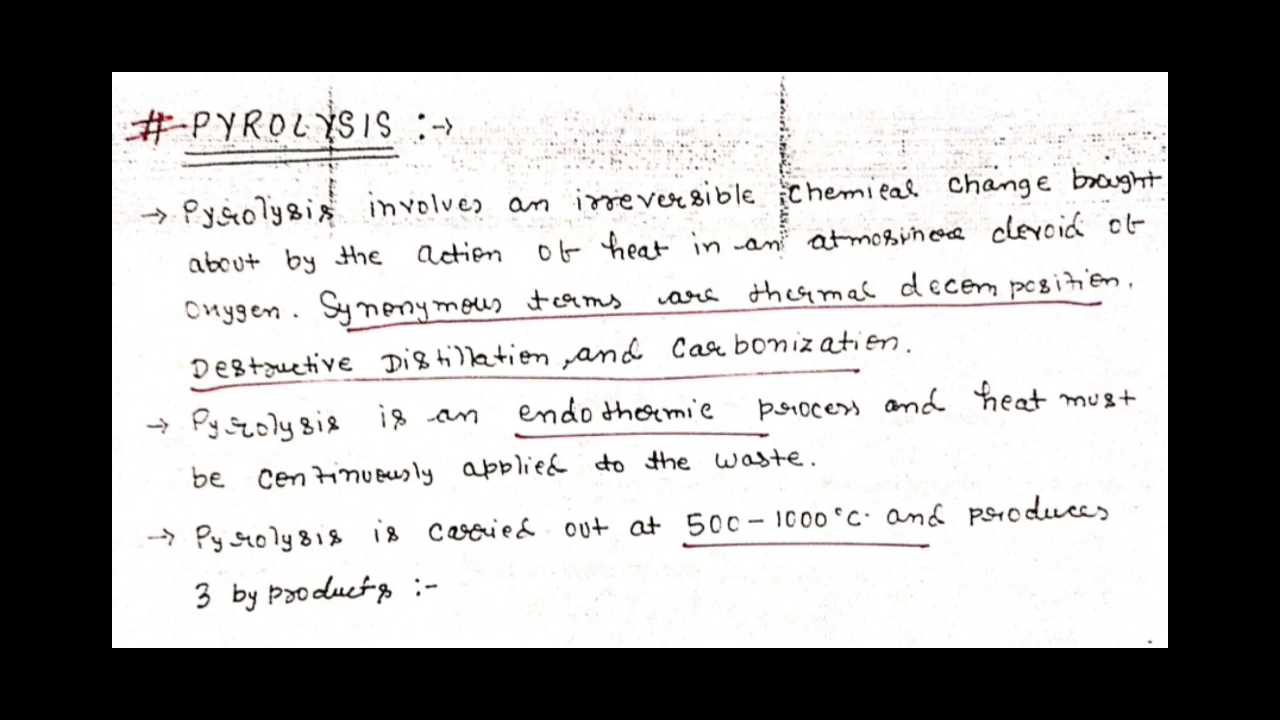 # PYROLYSIS :→
→ Pyrolysis involves an irreversible chemical change brought
about by the action of heat in an atmosphere devoid of
oxygen. Synonymous terms are thermal decomposition,
Destructive Distillation, and Carbonization.
→ Pyrolysis is an endothermic process and heat must
be continuously applied to the waste.
→ Pyrolysis is carried out at 500 - 1000 °C. and produces
3 by products :-